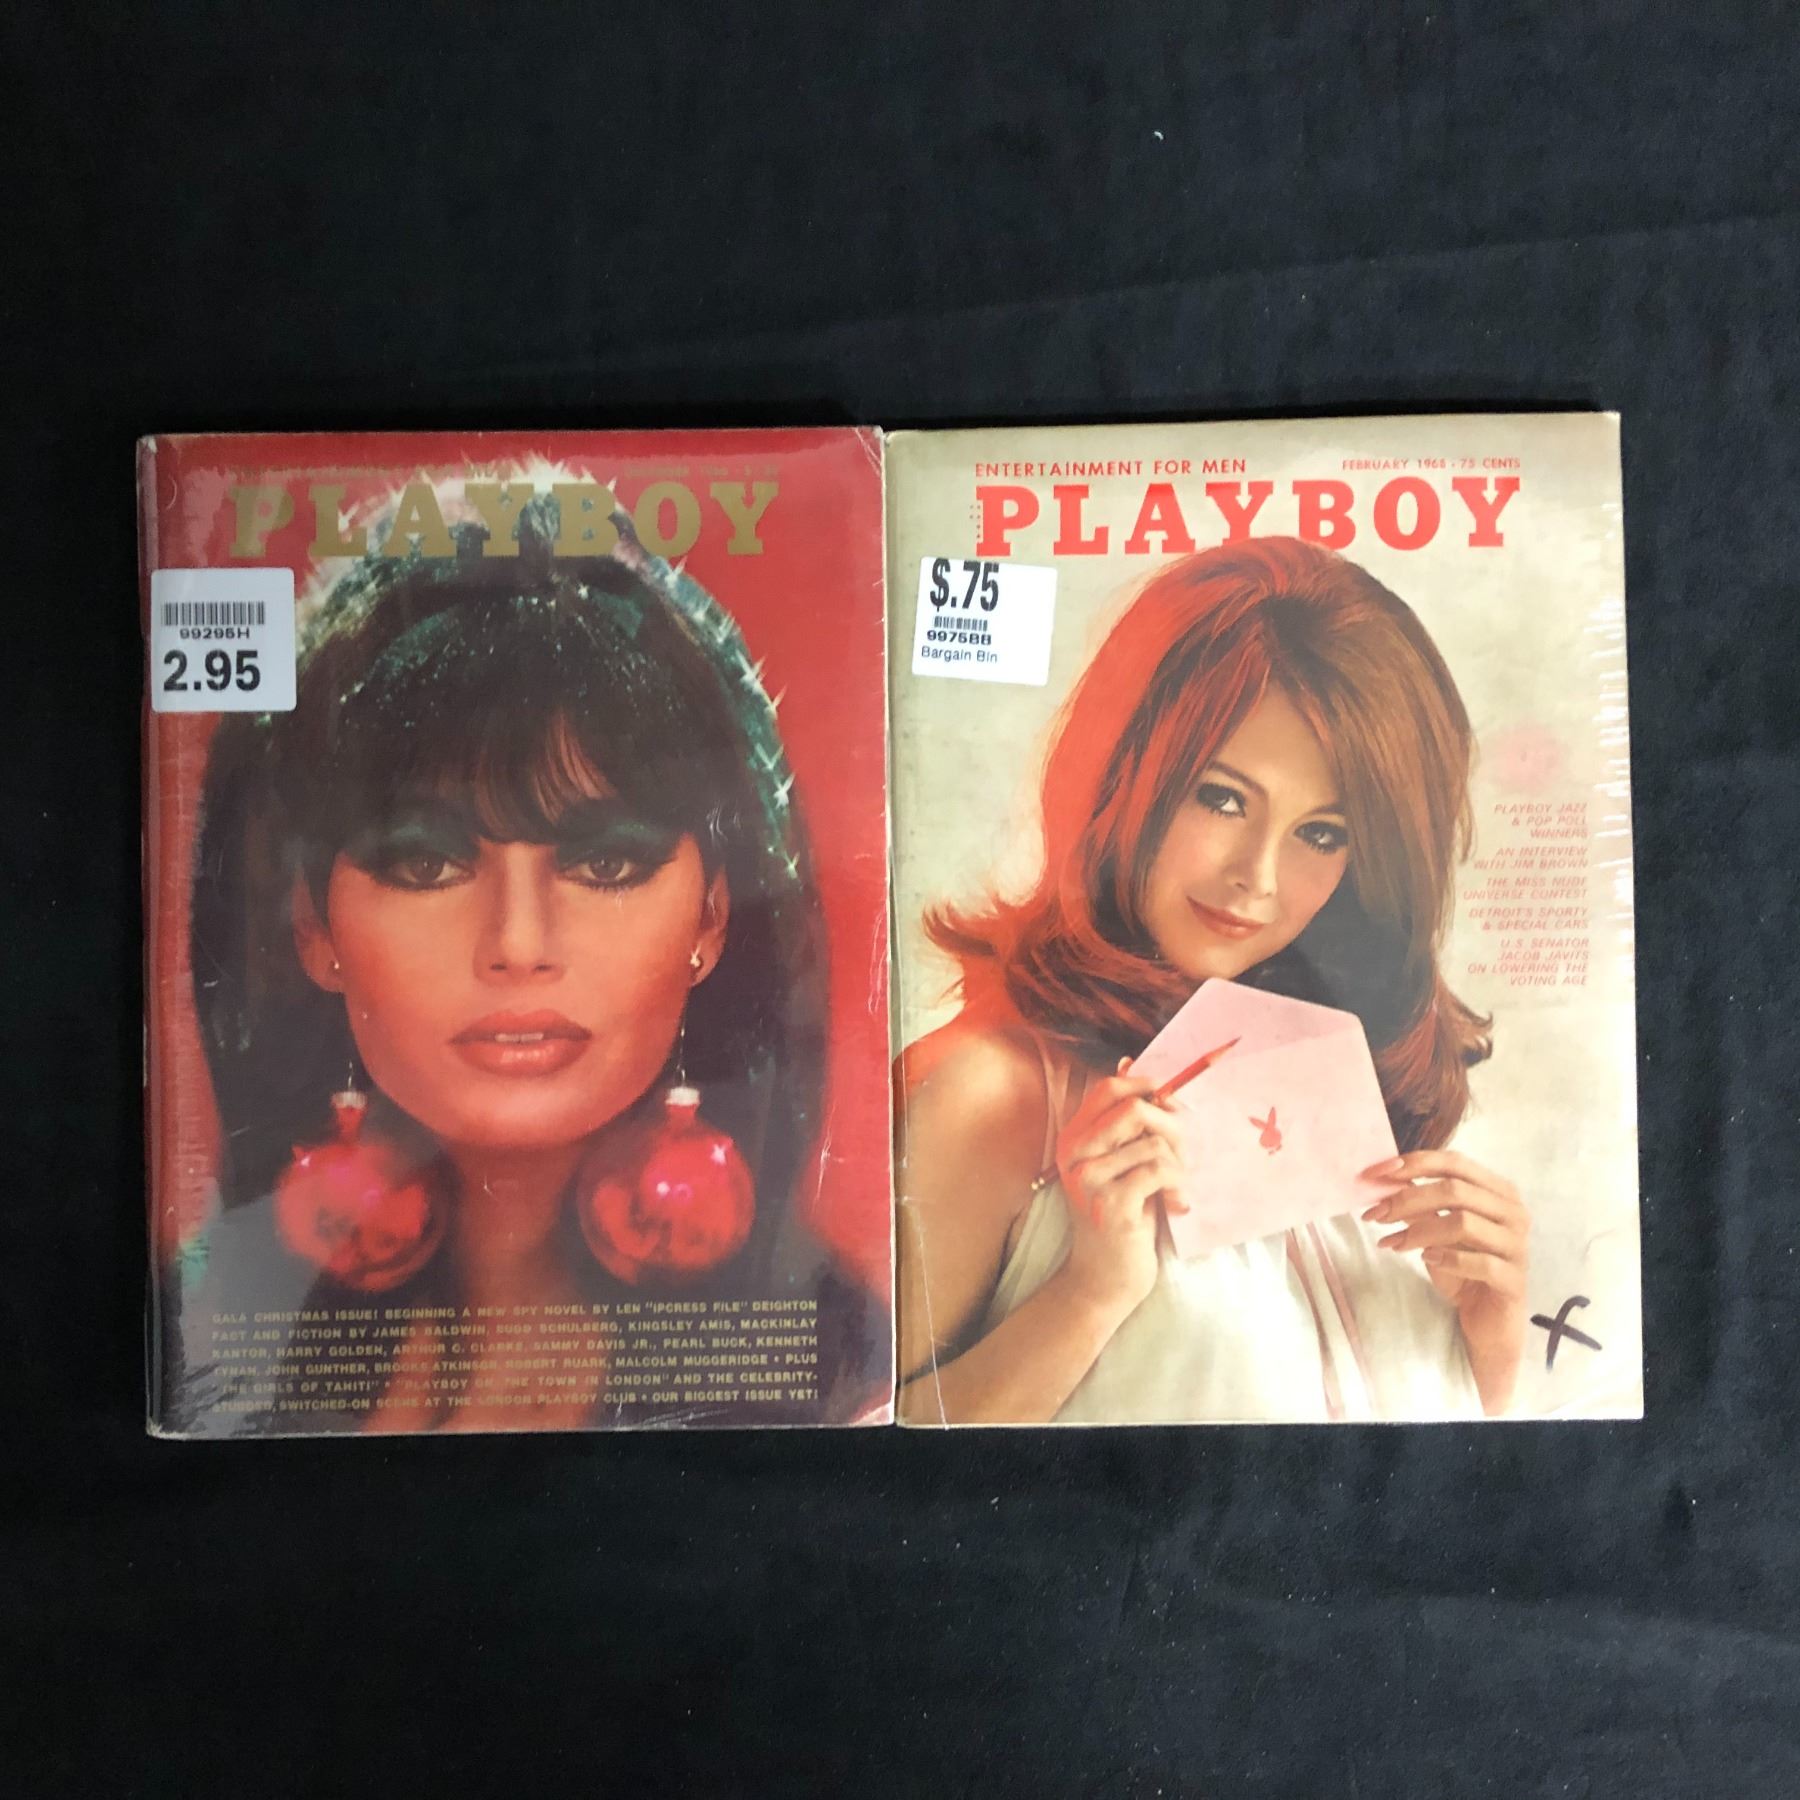 PLAYBOY
99295H
2.95
GALA CHRISTMAS ISSUE! BEGINNING A NEW SPY NOVEL BY LEN "IPCRESS FILE" DEIGHTON
FACT AND FICTION BY JAMES BALDWIN, BUDD SCHULBERG, KINGSLEY AMIS, MACKINLAY
KANTOR, HARRY GOLDEN, ARTHUR C. CLARKE, SAMMY DAVIS JR., PEARL BUCK, KENNETH
TYNAN, JOHN GUNTHER, BROOKS ATKINSON, ROBERT RUARK, MALCOLM MUGGERIDGE • PLUS
"THE GIRLS OF TAHITI" • "PLAYBOY ON THE TOWN IN LONDON" AND THE CELEBRITY-
STUDDED, SWITCHED-ON SCENE AT THE LONDON PLAYBOY CLUB • OUR BIGGEST ISSUE YET!
ENTERTAINMENT FOR MEN FEBRUARY 1968 • 75 CENTS
PLAYBOY
$.75
9975BB
Bargain Bin
PLAYBOY JAZZ
& POP POLL
WINNERS
AN INTERVIEW
WITH JIM BROWN
THE MISS NUDE
UNIVERSE CONTEST
DETROIT'S SPORTY
& SPECIAL CARS
U.S. SENATOR
JACOB JAVITS
ON LOWERING THE
VOTING AGE
X